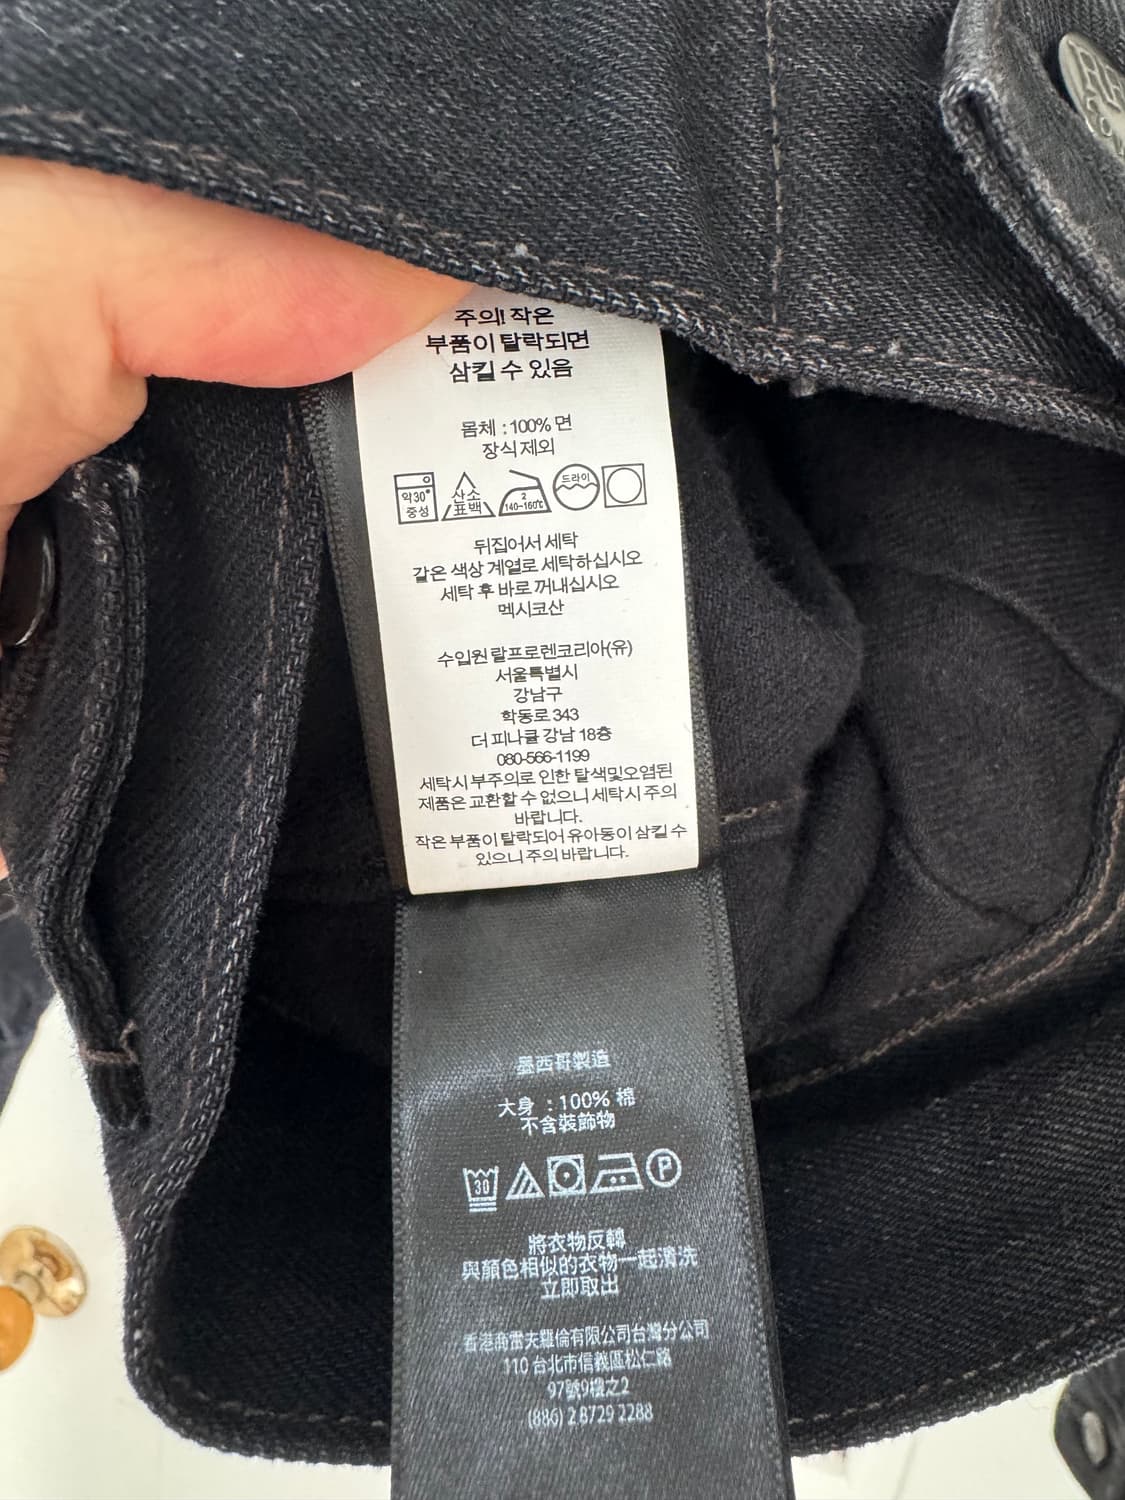 주의! 작은
부품이 탈락되면
삼킬 수 있음
몸체 : 100% 면
장식 제외
약30°
중성
산소
표백
2
140~160℃
드라이
뒤집어서 세탁
같은 색상 계열로 세탁하십시오
세탁 후 바로 꺼내십시오
멕시코산
수입원 랄프로렌코리아(유)
서울특별시
강남구
학동로 343
더 피나클 강남 18층
080-566-1199
세탁시 부주의로 인한 탈색및오염된
제품은 교환할 수 없으니 세탁시 주의
바랍니다.
작은 부품이 탈락되어 유아동이 삼킬 수
있으니 주의 바랍니다.
墨西哥製造
大身 : 100% 棉
不含裝飾物
30
P
將衣物反轉
與顏色相似的衣物一起清洗
立即取出
香港商雷夫羅倫有限公司台灣分公司
110 台北市信義區松仁路
97號9樓之2
(886) 2 8729 2288